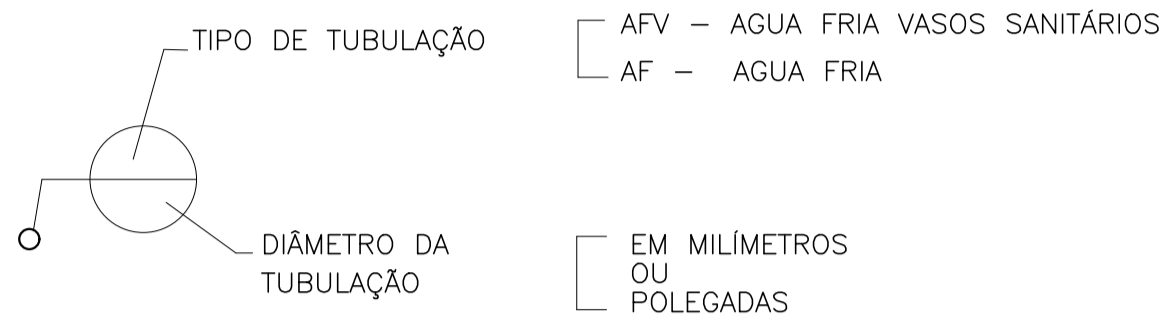 TIPO DE TUBULAÇÃO
AFV – AGUA FRIA VASOS SANITÁRIOS
AF – AGUA FRIA
DIÂMETRO DA
TUBULAÇÃO
EM MILÍMETROS
OU
POLEGADAS